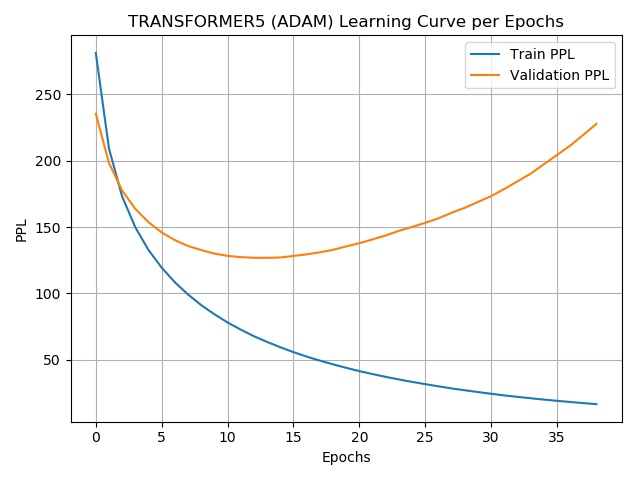 TRANSFORMER5 (ADAM) Learning Curve per Epochs
Train PPL
Validation PPL
PPL
250
200
150
100
50
0 5 10 15 20 25 30 35
Epochs